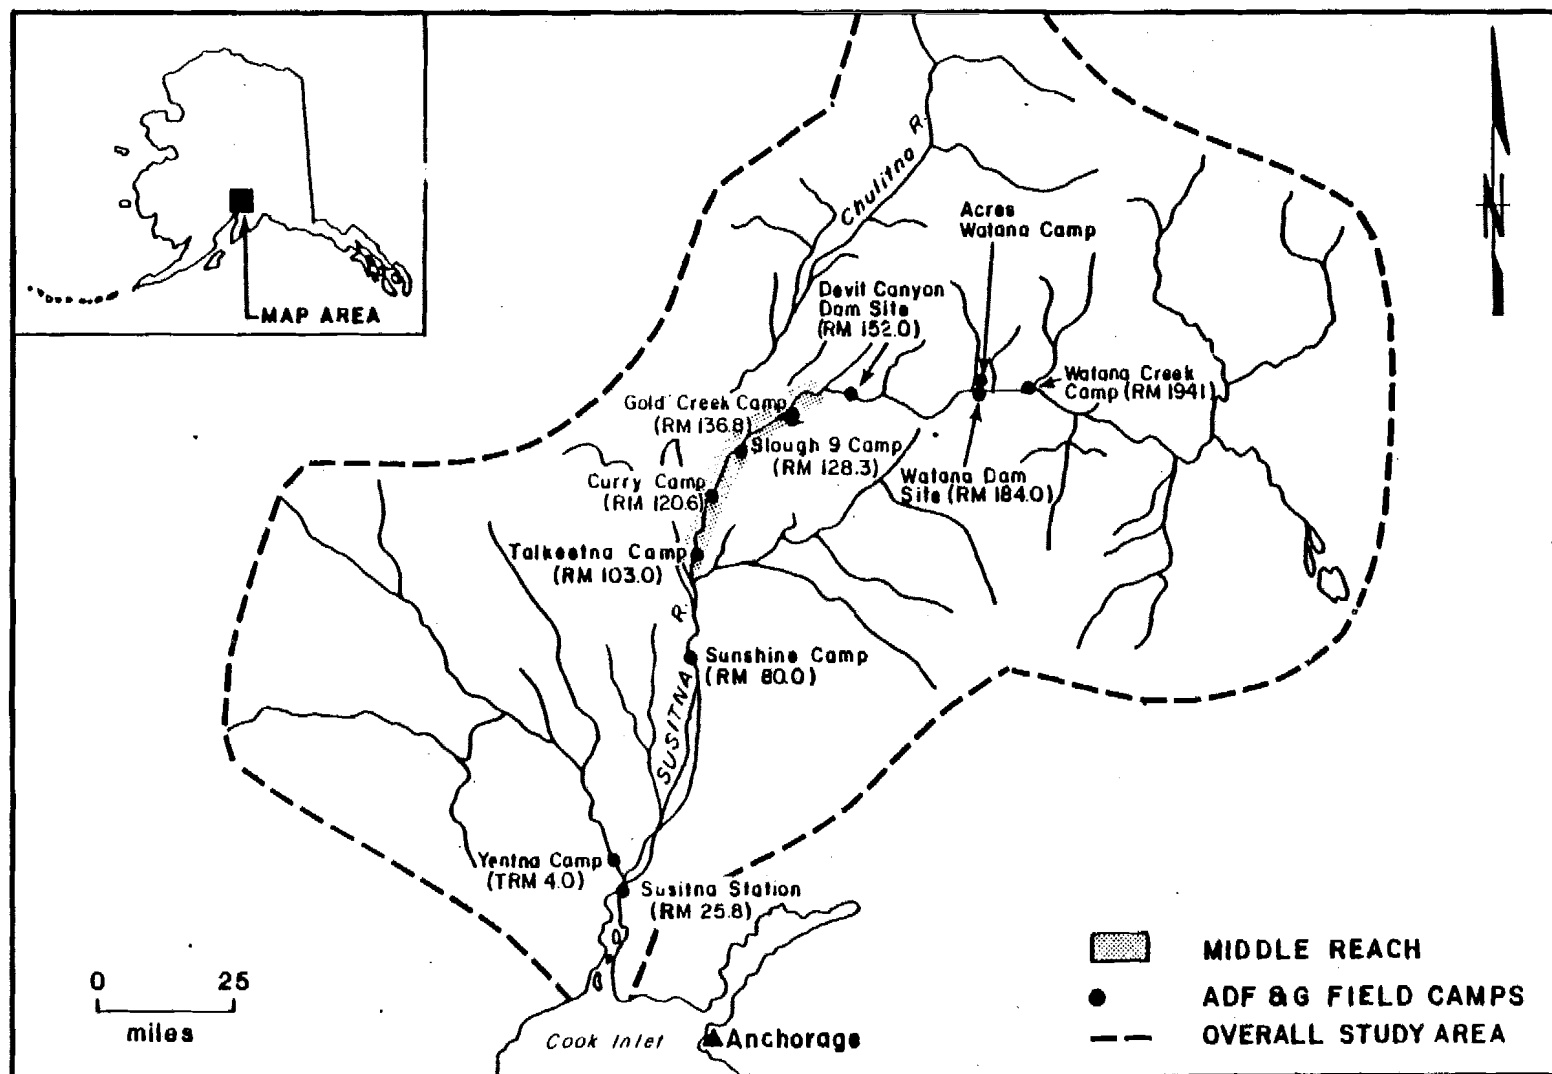 MAP AREA
Chulitna R.
Acres
Watana Camp
Devil Canyon
Dam Site
(RM 152.0)
Watana Creek
Camp (RM 194.1)
Gold Creek Camp
(RM 136.8)
Slough 9 Camp
(RM 128.3)
Watana Dam
Site (RM 184.0)
Curry Camp
(RM 120.6)
Talkeetna Camp
(RM 103.0)
SUSITNA R.
Sunshine Camp
(RM 80.0)
Yentna Camp
(TRM 4.0)
Susitna Station
(RM 25.8)
N
0 25
miles
Cook Inlet
Anchorage
MIDDLE REACH
ADF &G FIELD CAMPS
OVERALL STUDY AREA